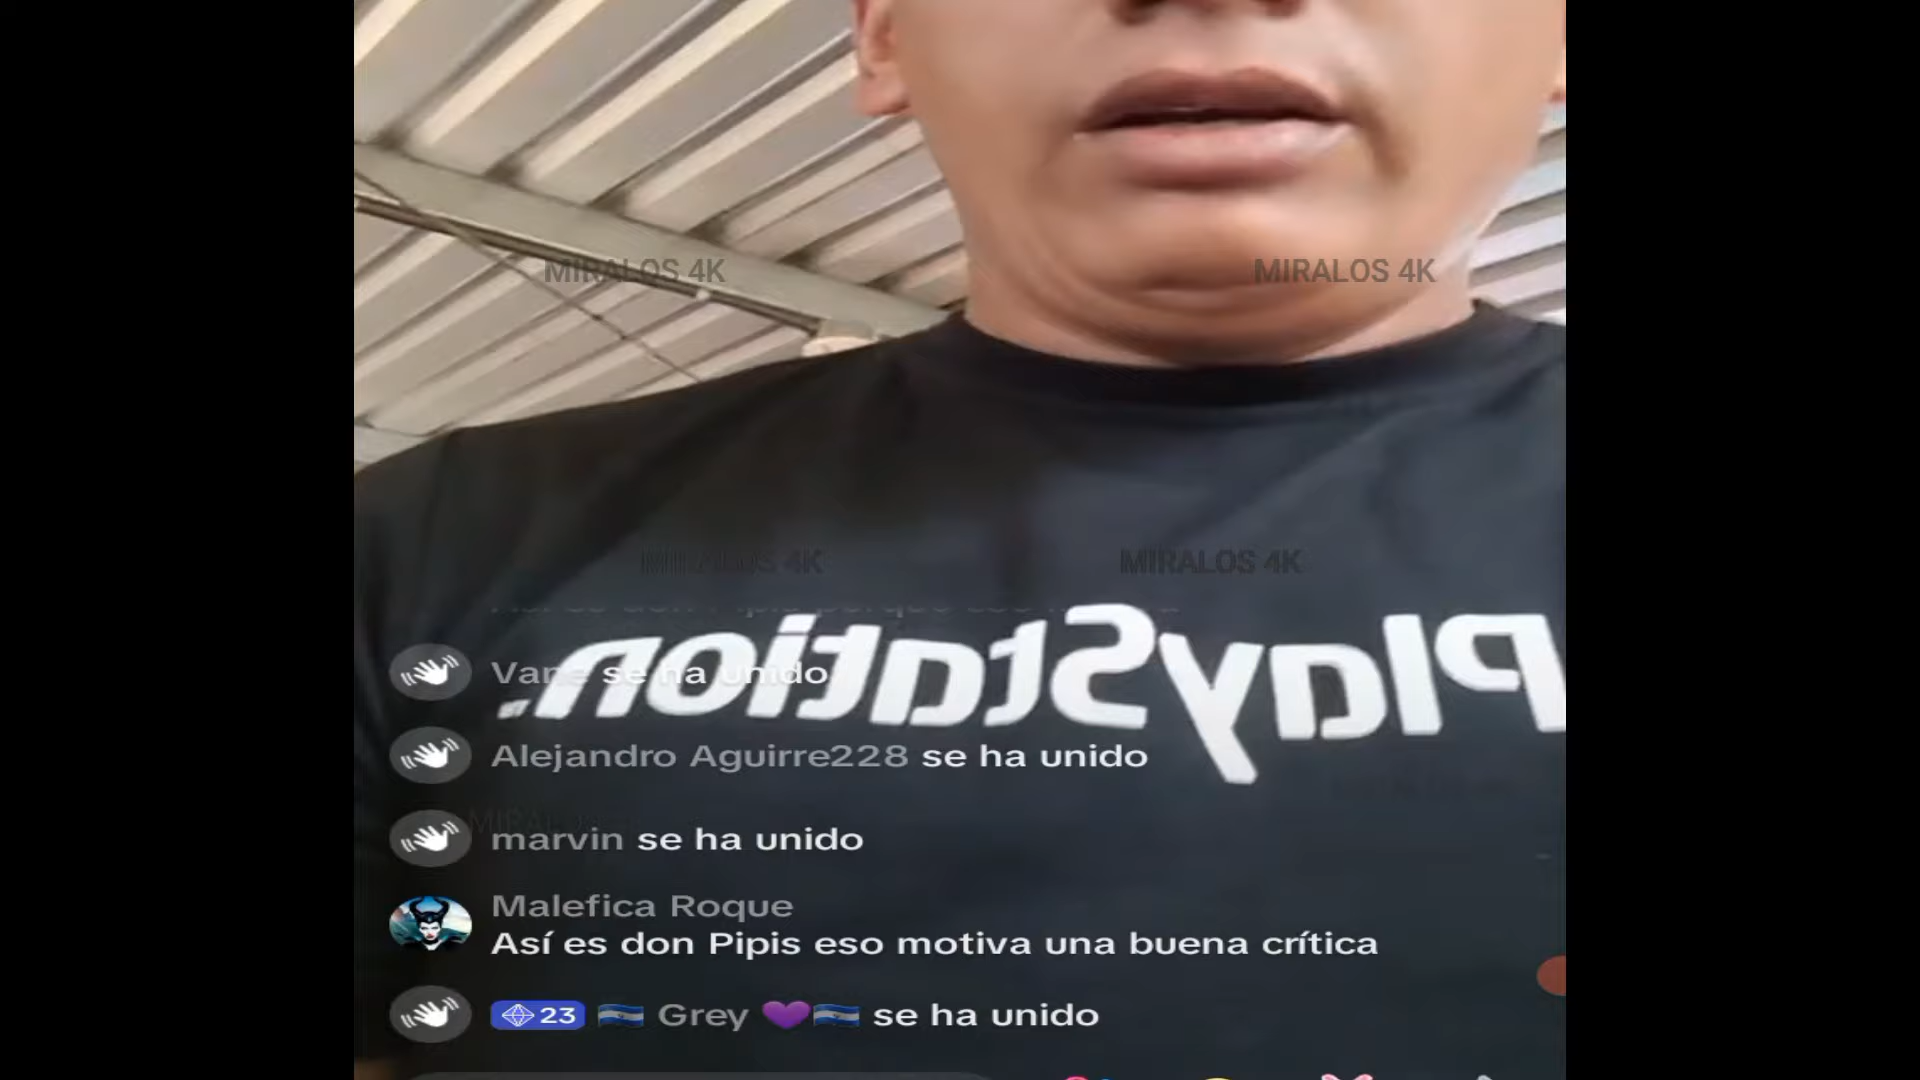 MIRALOS 4K MIRALOS 4K
MIRALOS 4K MIRALOS 4K
PlayStation
Vane se ha unido
Alejandro Aguirre228 se ha unido
marvin se ha unido
Malefica Roque
Así es don Pipis eso motiva una buena crítica
23 🇸🇻 Grey 💜🇸🇻 se ha unido